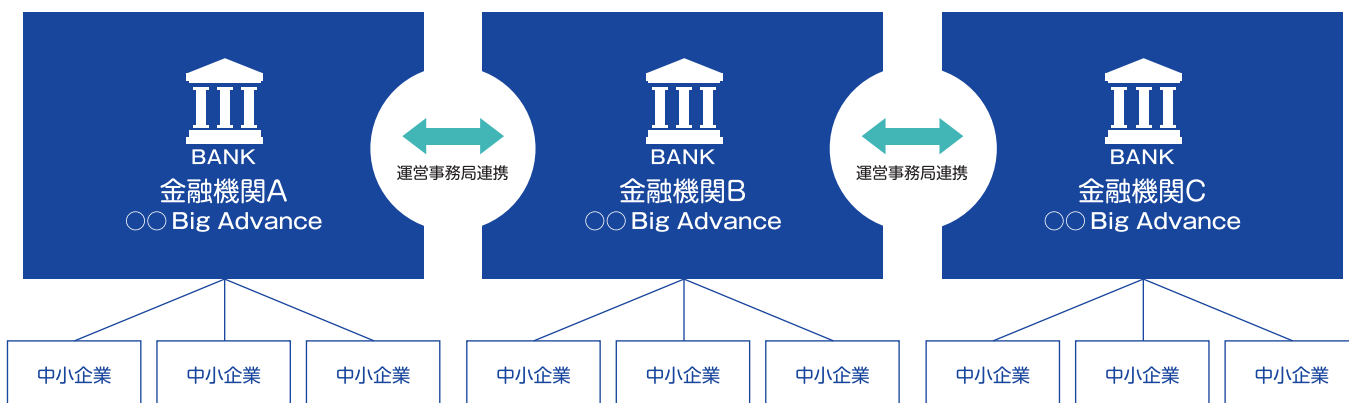 BANK
金融機関A
○○ Big Advance
運営事務局連携
BANK
金融機関B
○○ Big Advance
運営事務局連携
BANK
金融機関C
○○ Big Advance
中小企業
中小企業
中小企業
中小企業
中小企業
中小企業
中小企業
中小企業
中小企業